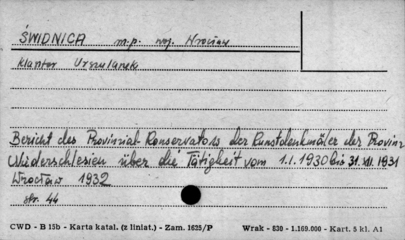 ŚWIDNICA m.p. woj. Wrocław
Klasztor Urszulanek
Bericht des Provinzial Konservators der Kunstdenkmäler der Provinz
Niederschlesien über die Tätigkeit vom 1.I.1930 bis 31.XII.1931
Wrocław 1932
str. 44
CWD - B 15b - Karta katal. (z liniat.) - Zam. 1625/P Wrak - 630 - 1.169.000 - Kart. 5 kl. A1